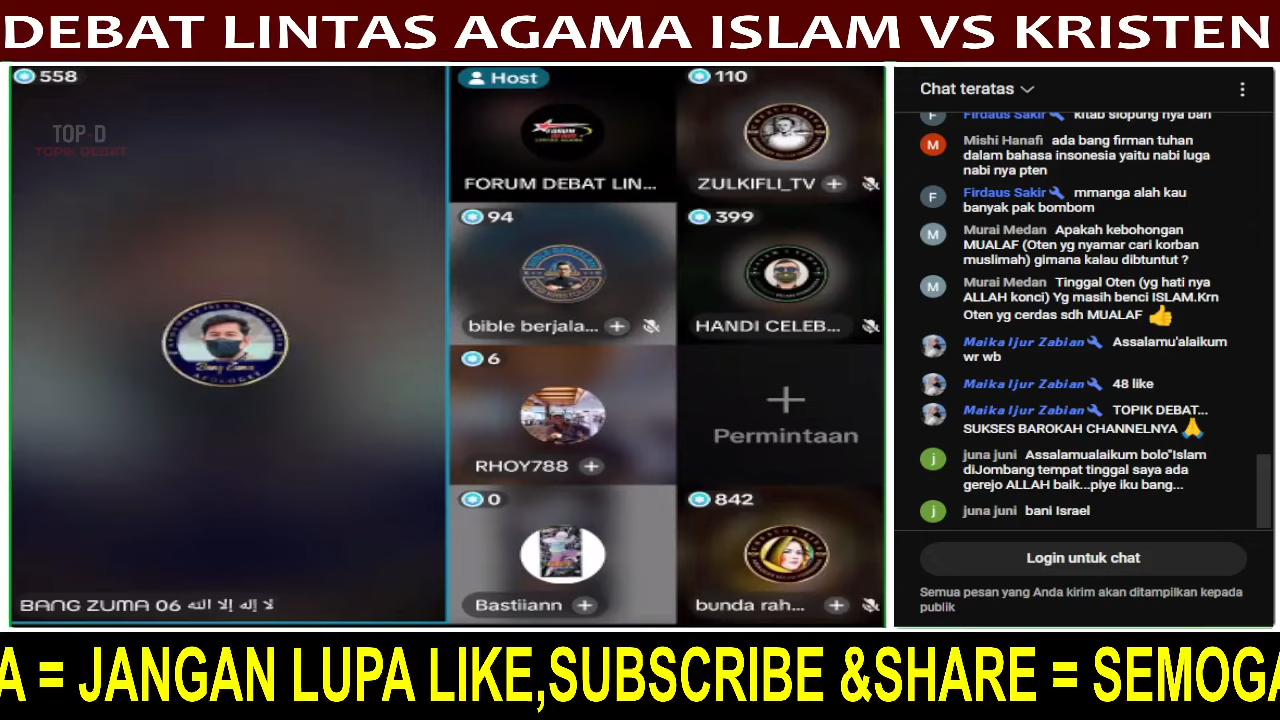 DEBAT LINTAS AGAMA ISLAM VS KRISTEN
558
TOP D
TOPIK DEBAT
Bang Zuma
BANG ZUMA 06 لا إله إلا الله
Host
FORUM DEBAT LIN...
110
ZULKIFLI_TV
94
bible berjala...
399
HANDI CELEB...
6
RHOY788
Permintaan
0
Bastiiann
842
bunda rah...
Chat teratas
Firdaus Sakir kitab siopung nya bah
Mishi Hanafi ada bang firman tuhan
dalam bahasa insonesia yaitu nabi luga
nabi nya pten
Firdaus Sakir mmanga alah kau
banyak pak bombom
Murai Medan Apakah kebohongan
MUALAF (Oten yg nyamar cari korban
muslimah) gimana kalau dibtuntut ?
Murai Medan Tinggal Oten (yg hati nya
ALLAH konci) Yg masih benci ISLAM.Krn
Oten yg cerdas sdh MUALAF 👍
Maika Ijur Zabian Assalamu'alaikum
wr wb
Maika Ijur Zabian 48 like
Maika Ijur Zabian TOPIK DEBAT...
SUKSES BAROKAH CHANNELNYA 🙏
juna juni Assalamualaikum bolo"Islam
diJombang tempat tinggal saya ada
gerejo ALLAH baik...piye iku bang...
juna juni bani Israel
Login untuk chat
Semua pesan yang Anda kirim akan ditampilkan kepada
publik
A = JANGAN LUPA LIKE,SUBSCRIBE &SHARE = SEMOGA